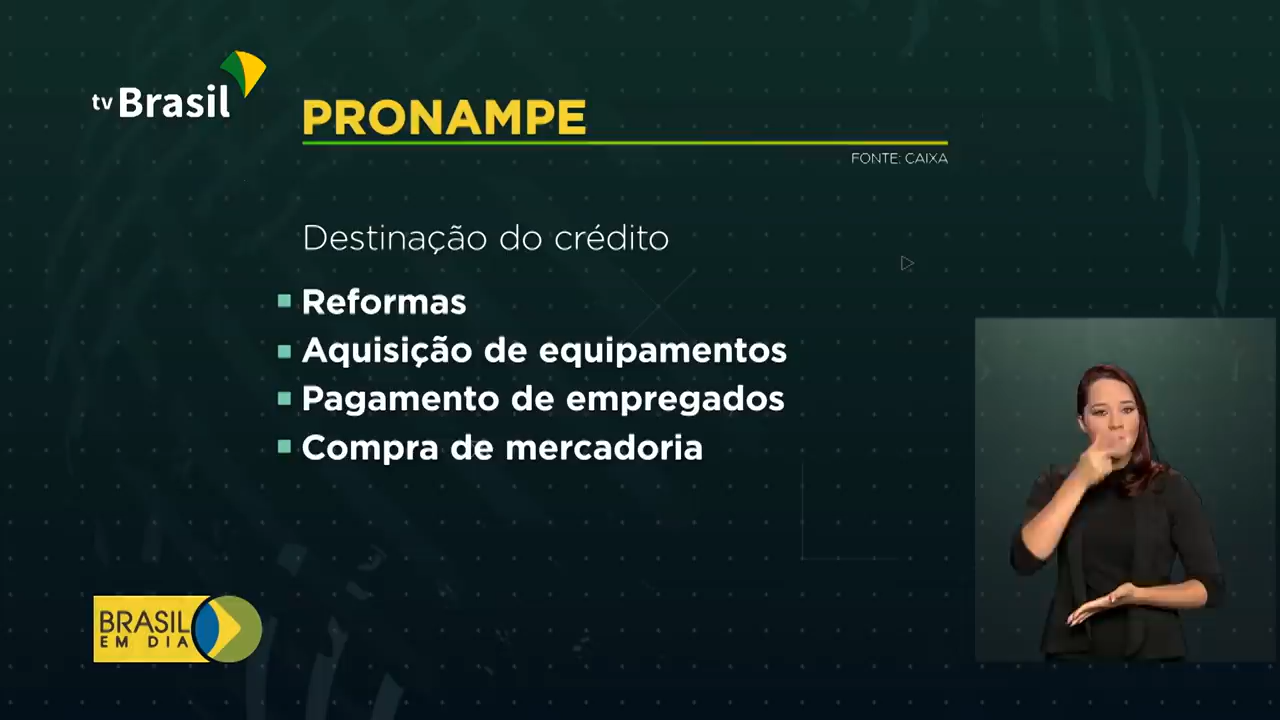 tv Brasil
PRONAMPE
FONTE: CAIXA
Destinação do crédito
Reformas
Aquisição de equipamentos
Pagamento de empregados
Compra de mercadoria
BRASIL
EM DIA